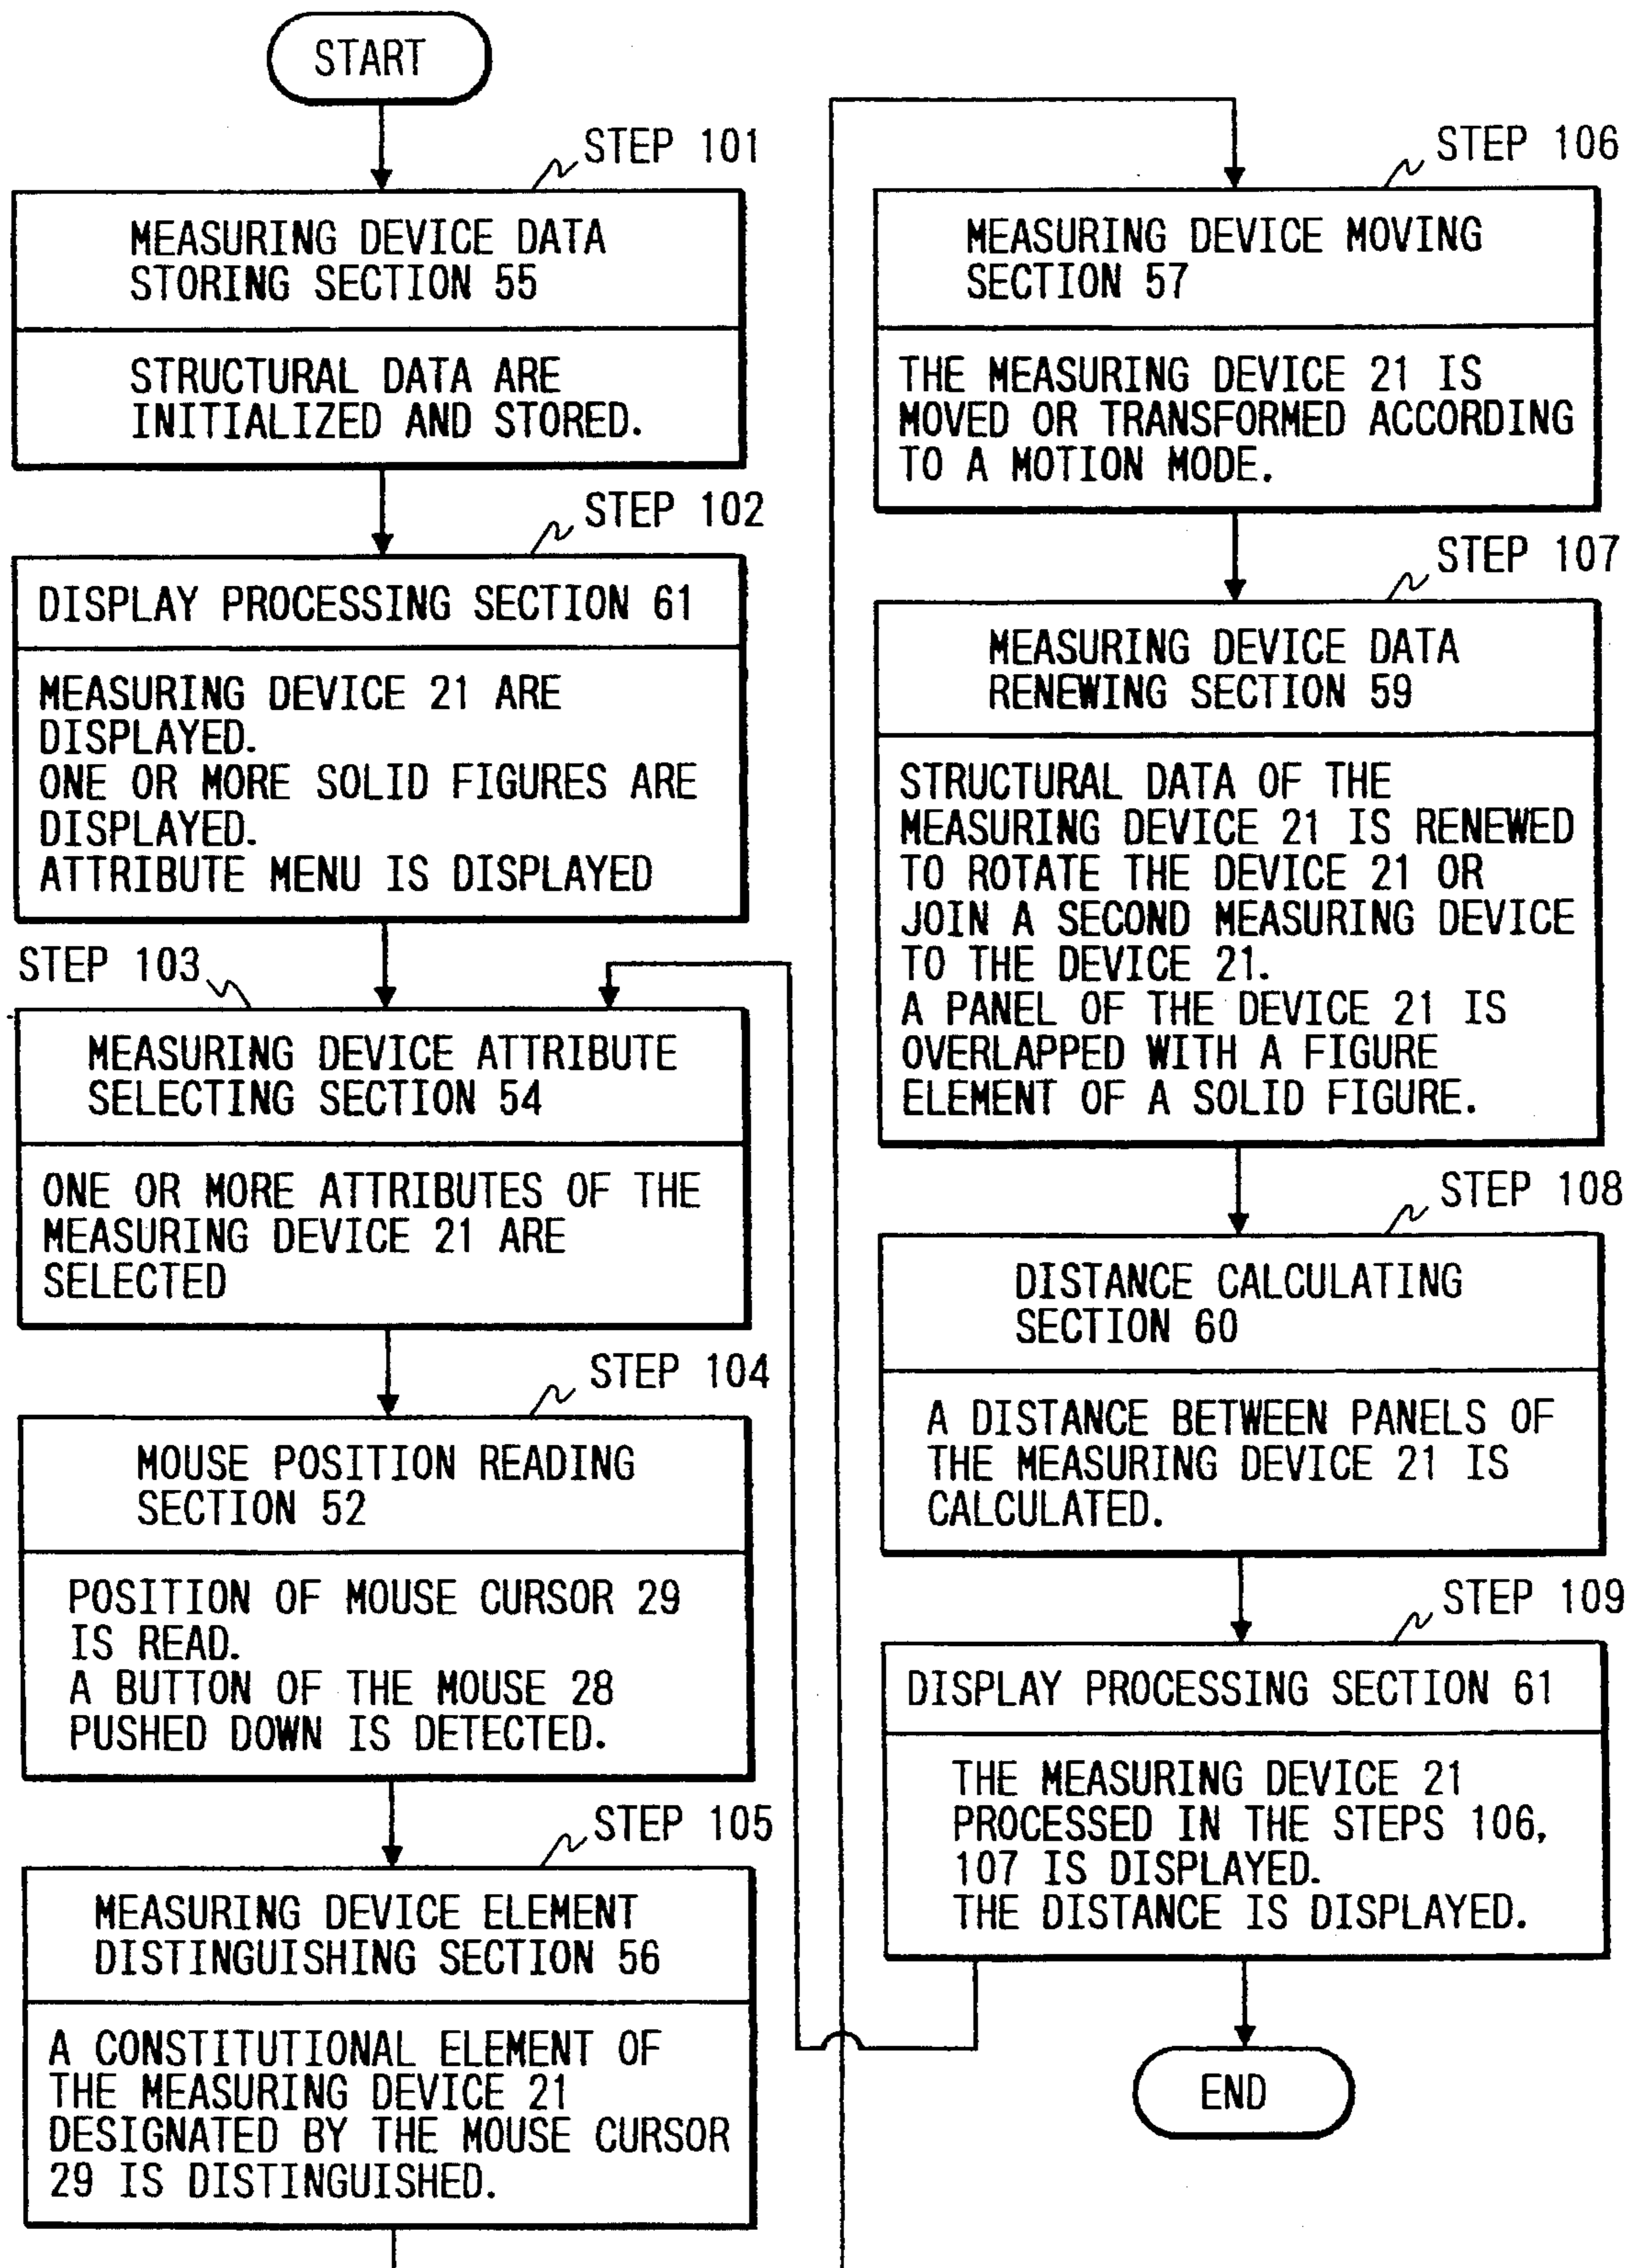 START
STEP 101
MEASURING DEVICE DATA
STORING SECTION 55
STRUCTURAL DATA ARE
INITIALIZED AND STORED.
STEP 102
DISPLAY PROCESSING SECTION 61
MEASURING DEVICE 21 ARE
DISPLAYED.
ONE OR MORE SOLID FIGURES ARE
DISPLAYED.
ATTRIBUTE MENU IS DISPLAYED
STEP 103
MEASURING DEVICE ATTRIBUTE
SELECTING SECTION 54
ONE OR MORE ATTRIBUTES OF THE
MEASURING DEVICE 21 ARE
SELECTED
STEP 104
MOUSE POSITION READING
SECTION 52
POSITION OF MOUSE CURSOR 29
IS READ.
A BUTTON OF THE MOUSE 28
PUSHED DOWN IS DETECTED.
STEP 105
MEASURING DEVICE ELEMENT
DISTINGUISHING SECTION 56
A CONSTITUTIONAL ELEMENT OF
THE MEASURING DEVICE 21
DESIGNATED BY THE MOUSE CURSOR
29 IS DISTINGUISHED.
STEP 106
MEASURING DEVICE MOVING
SECTION 57
THE MEASURING DEVICE 21 IS
MOVED OR TRANSFORMED ACCORDING
TO A MOTION MODE.
STEP 107
MEASURING DEVICE DATA
RENEWING SECTION 59
STRUCTURAL DATA OF THE
MEASURING DEVICE 21 IS RENEWED
TO ROTATE THE DEVICE 21 OR
JOIN A SECOND MEASURING DEVICE
TO THE DEVICE 21.
A PANEL OF THE DEVICE 21 IS
OVERLAPPED WITH A FIGURE
ELEMENT OF A SOLID FIGURE.
STEP 108
DISTANCE CALCULATING
SECTION 60
A DISTANCE BETWEEN PANELS OF
THE MEASURING DEVICE 21 IS
CALCULATED.
STEP 109
DISPLAY PROCESSING SECTION 61
THE MEASURING DEVICE 21
PROCESSED IN THE STEPS 106,
107 IS DISPLAYED.
THE DISTANCE IS DISPLAYED.
END